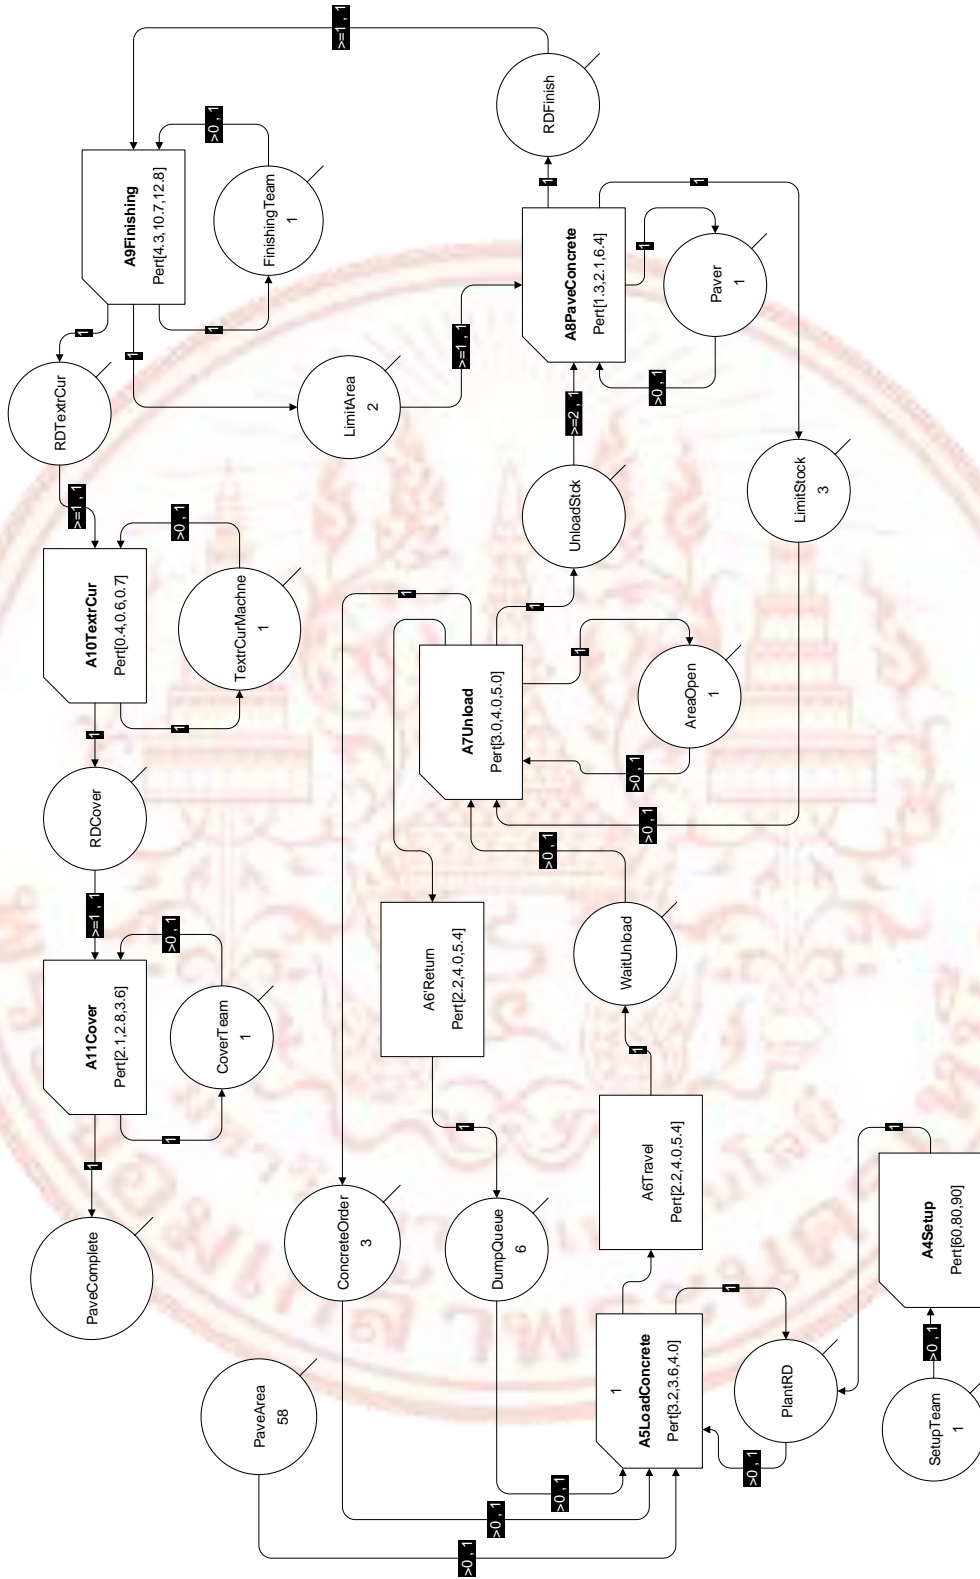 >=1 , 1
RDFinish
A9Finishing
Pert[4.3,10.7,12.8]
>0 , 1
FinishingTeam
1
1
1
1
1
A8PaveConcrete
Pert[1.3,2.1,6.4]
1
1
Paver
1
>0 , 1
RDTextrCur
LimitArea
2
>=1 , 1
>=2 , 1
UnloadStck
LimitStock
3
>=1 , 1
A10TextrCur
Pert[0.4,0.6,0.7]
>0 , 1
TextrCurMachne
1
1
1
1
1
A7Unload
Pert[3.0,4.0,5.0]
1
AreaOpen
1
>0 , 1
>0 , 1
>0 , 1
RDCover
>=1 , 1
A11Cover
Pert[2.1,2.8,3.6]
>0 , 1
CoverTeam
1
1
1
A6'Return
Pert[2.2,4.0,5.4]
WaitUnload
1
A6Travel
Pert[2.2,4.0,5.4]
1
PaveComplete
ConcreteOrder
3
DumpQueue
6
1
A4Setup
Pert[60,80,90]
PaveArea
58
1
A5LoadConcrete
Pert[3.2,3.6,4.0]
1
PlantRD
>0 , 1
SetupTeam
1
>0 , 1
>0 , 1
>0 , 1
>0 , 1